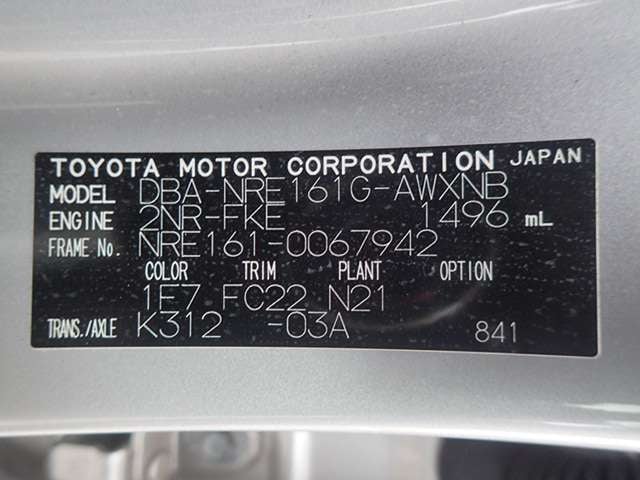 TOYOTA MOTOR CORPORATION JAPAN
MODEL DBA-NRE161G-AWXNB
ENGINE 2NR-FKE 1496 mL
FRAME No. NRE161-0067942
COLOR TRIM PLANT OPTION
1F7 FC22 N21
TRANS./AXLE K312 -03A 841